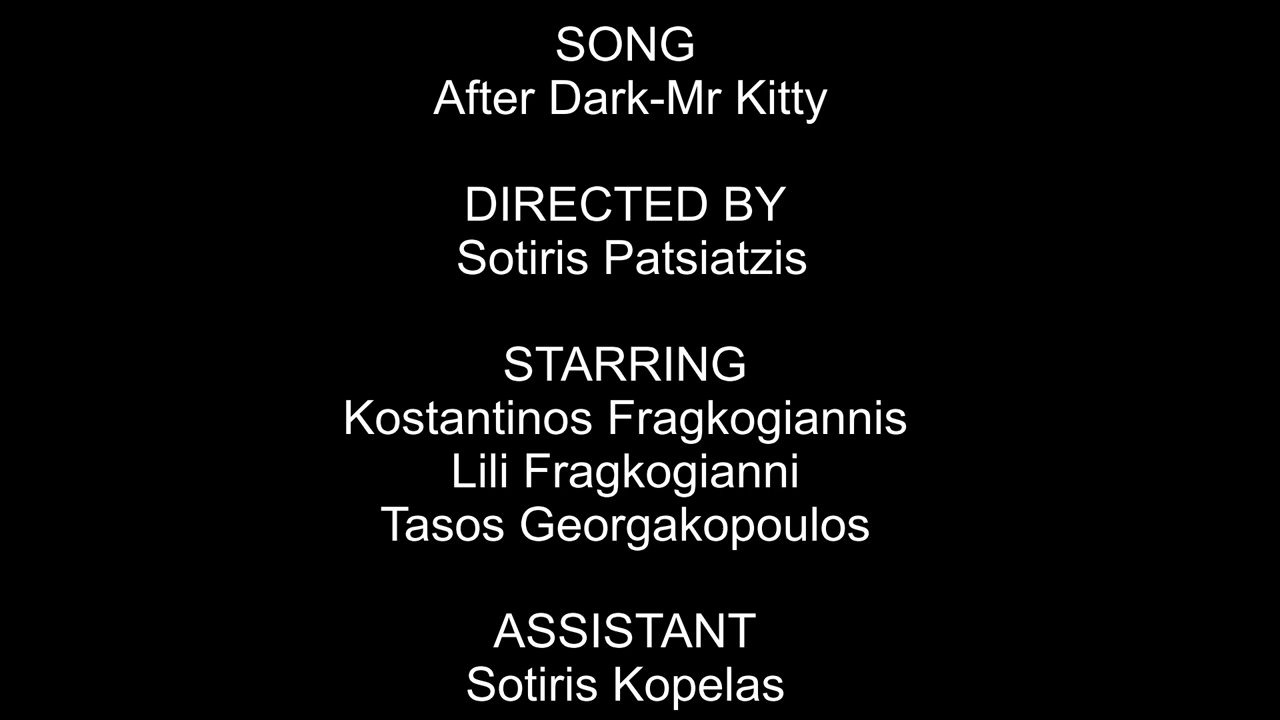 SONG
After Dark-Mr Kitty
DIRECTED BY
Sotiris Patsiatzis
STARRING
Kostantinos Fragkogiannis
Lili Fragkogianni
Tasos Georgakopoulos
ASSISTANT
Sotiris Kopelas